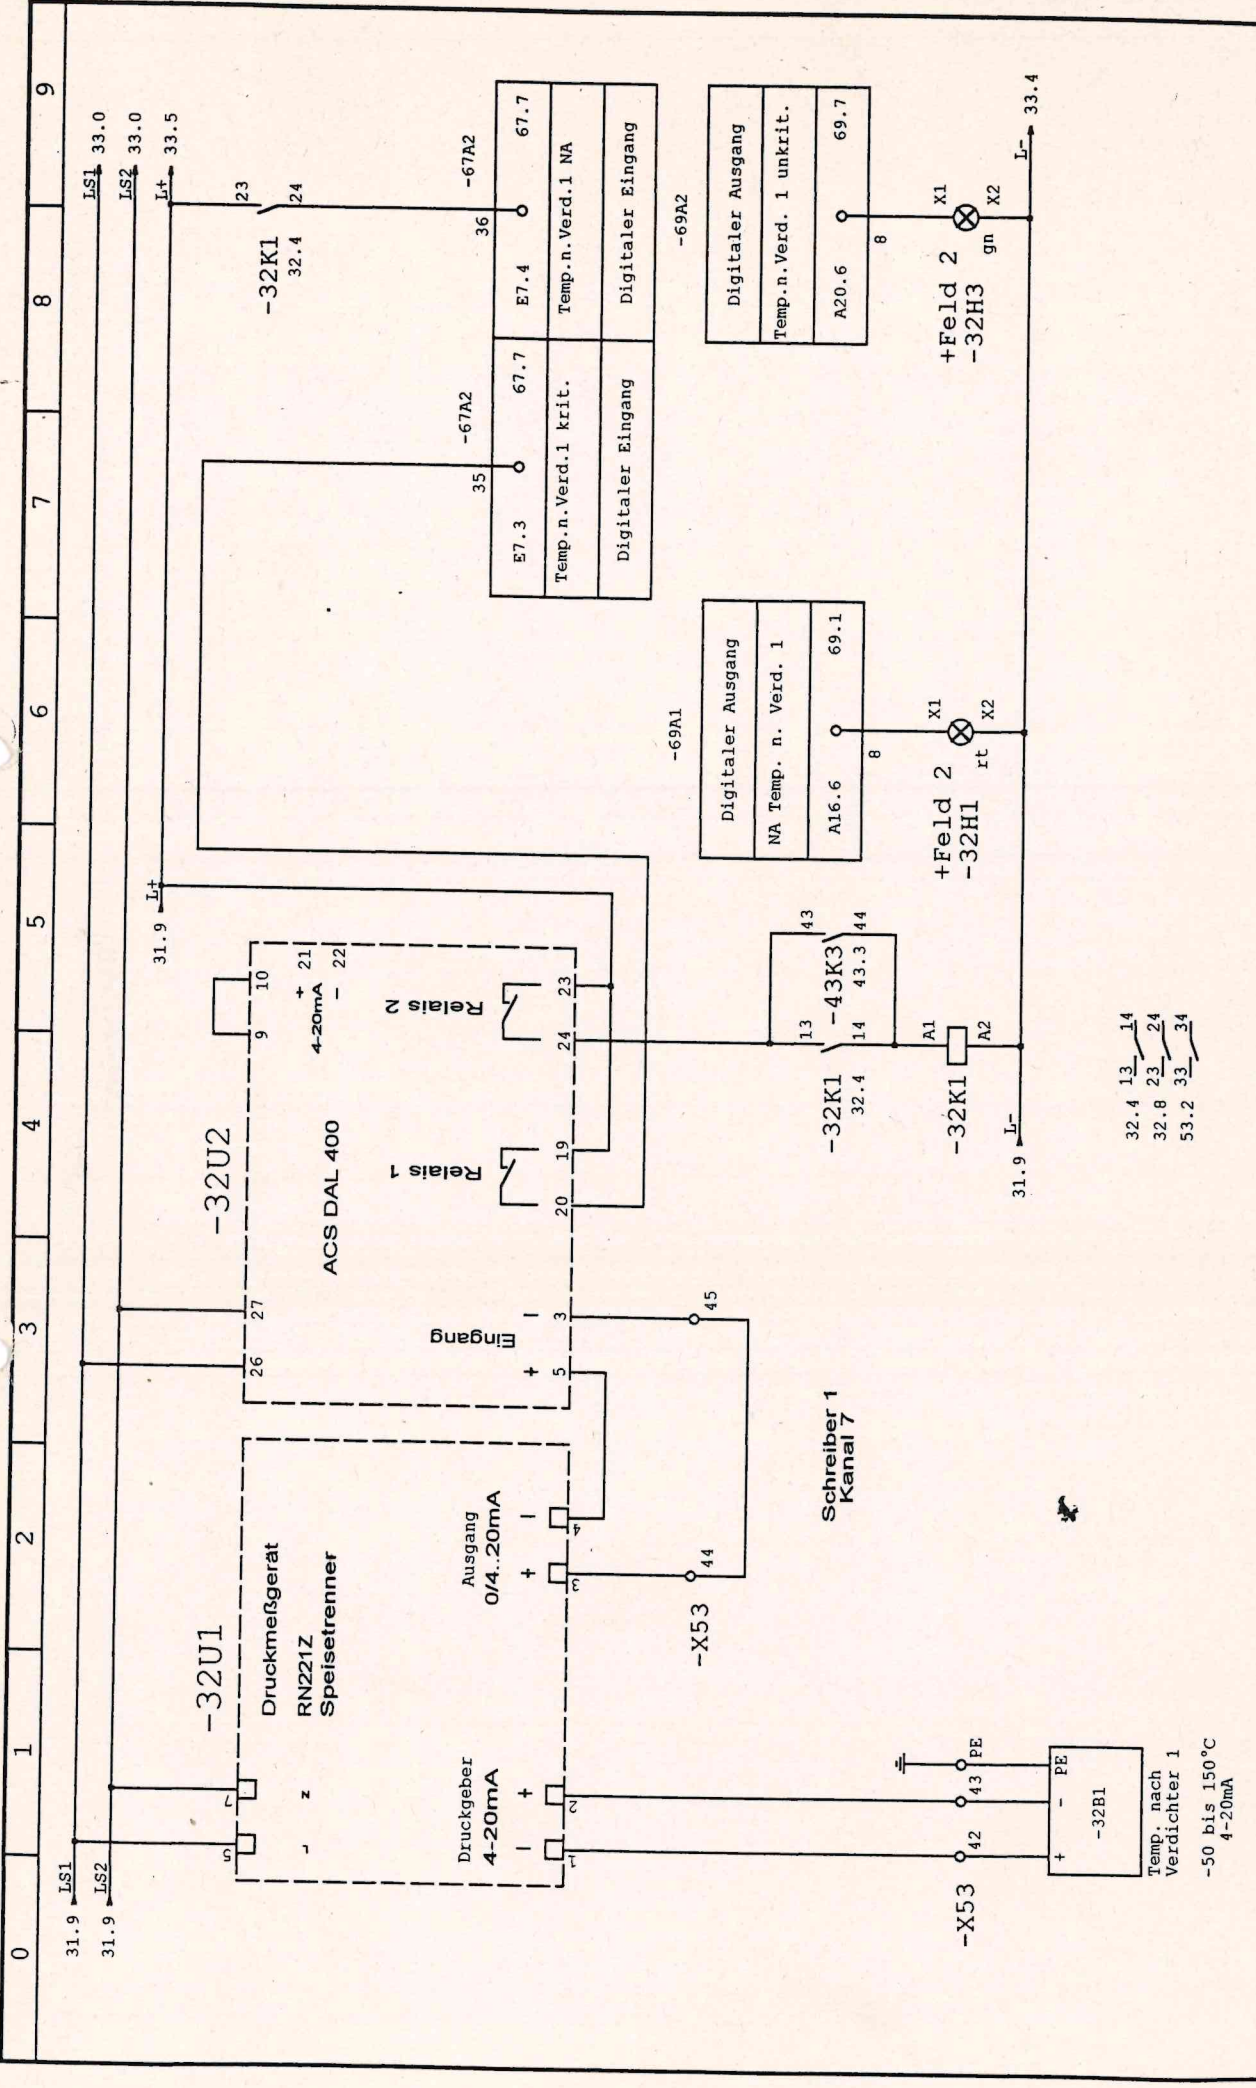 0 1 2 3 4 5 6 7 8 9
31.9 LS1
LS1 33.0
31.9 LS2
LS2 33.0
31.9 L+
L+ 33.5
-32U1
5 7
L N
Druckmeßgerät
RN221Z
Speisetrenner
Druckgeber
4-20mA
- +
1 2
Ausgang
0/4..20mA
+ -
3 4
-X53
44 45
-32U2
26 27
9 10
ACS DAL 400
+ 21
4-20mA
- 22
Eingang
+ -
5 3
Relais 1
20 19
Relais 2
24 23
-32K1
32.4
23
24
-67A2
35
E7.3 67.7
Temp.n.Verd.1 krit.
Digitaler Eingang
-67A2
36
E7.4 67.7
Temp.n.Verd.1 NA
Digitaler Eingang
-69A1
Digitaler Ausgang
NA Temp. n. Verd. 1
A16.6 69.1
8
+Feld 2
-32H1
X1
X2
rt
-69A2
Digitaler Ausgang
Temp.n.Verd. 1 unkrit.
A20.6 69.7
8
+Feld 2
-32H3
X1
X2
gn
-32K1
32.4
13
14
-43K3
43.3
43
44
-32K1
A1
A2
31.9 L-
L- 33.4
Schreiber 1
Kanal 7
-X53
42 43 PE
+ - PE
-32B1
Temp. nach
Verdichter 1
-50 bis 150°C
4-20mA
32.4 13 14
32.8 23 24
53.2 33 34